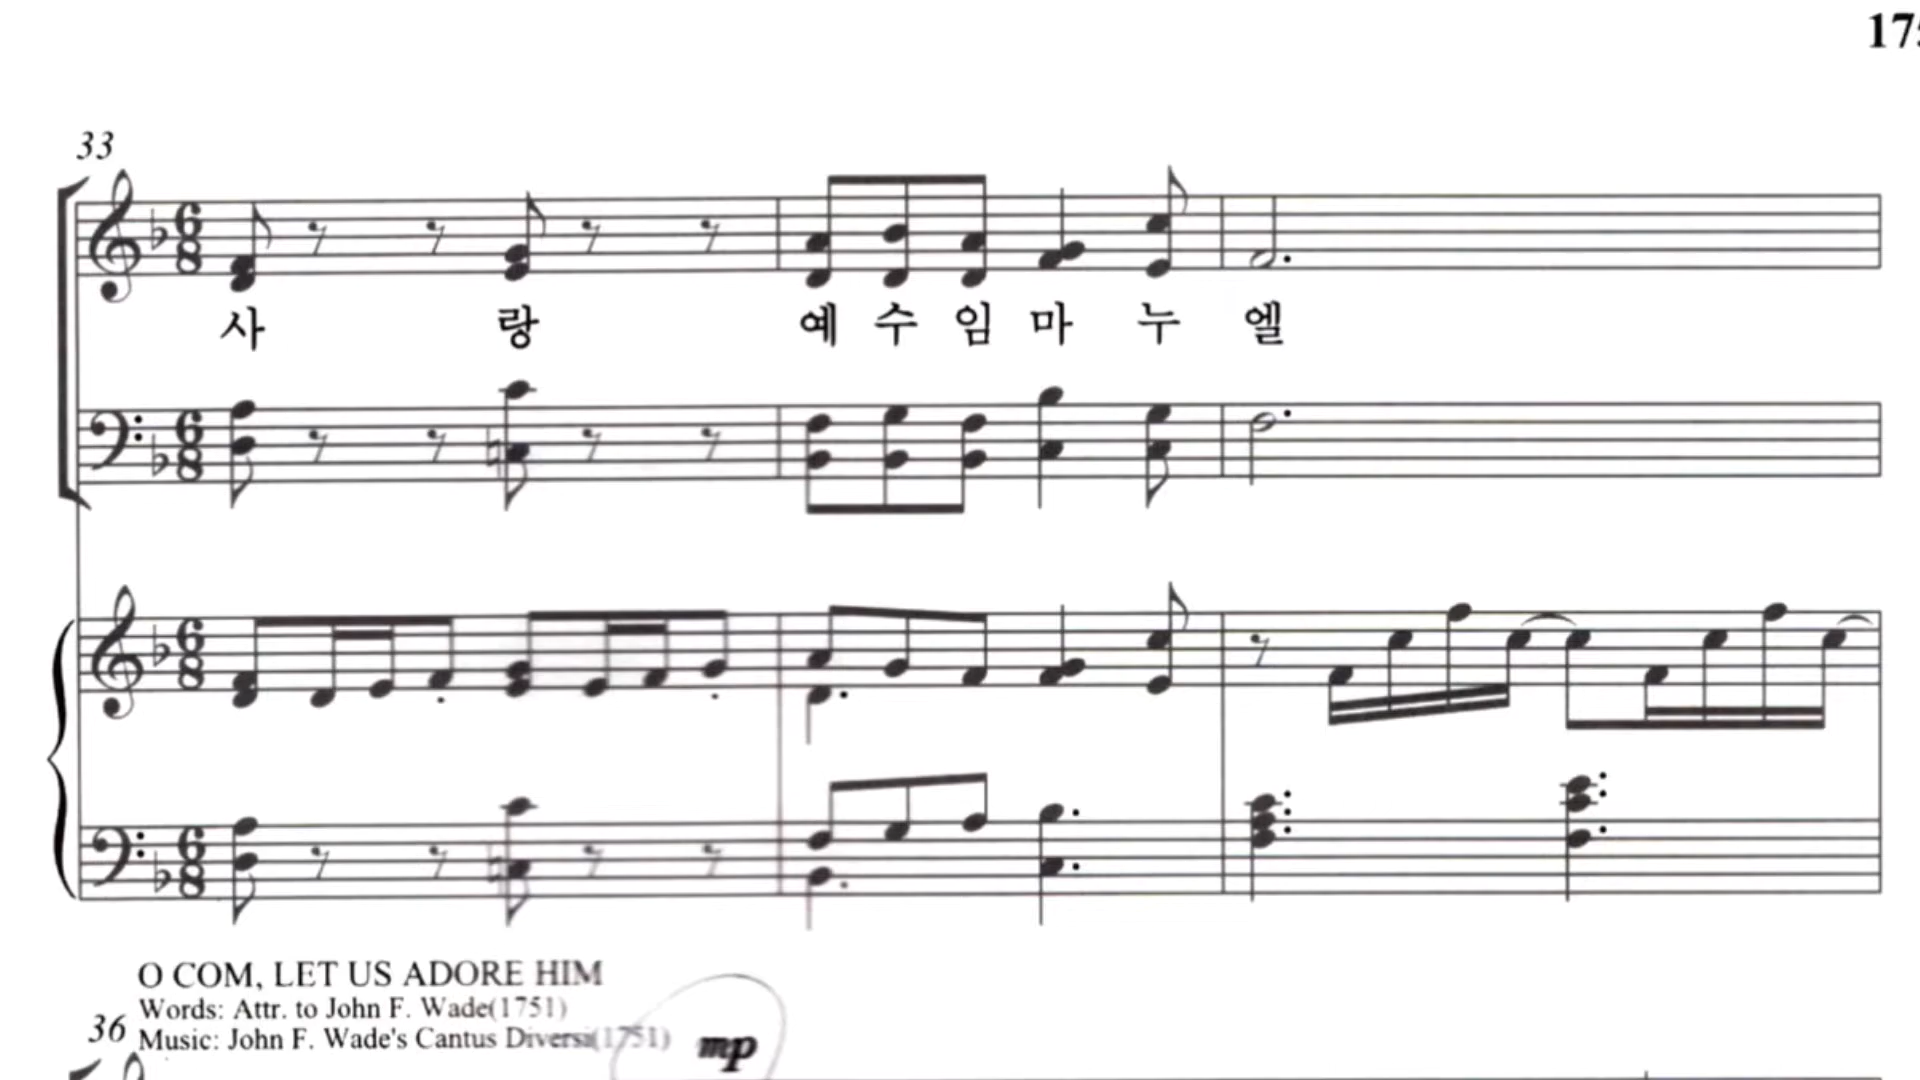 33
사 랑 예 수 임 마 누 엘
O COM, LET US ADORE HIM
Words: Attr. to John F. Wade(1751)
36 Music: John F. Wade's Cantus Diversi(1751)
mp